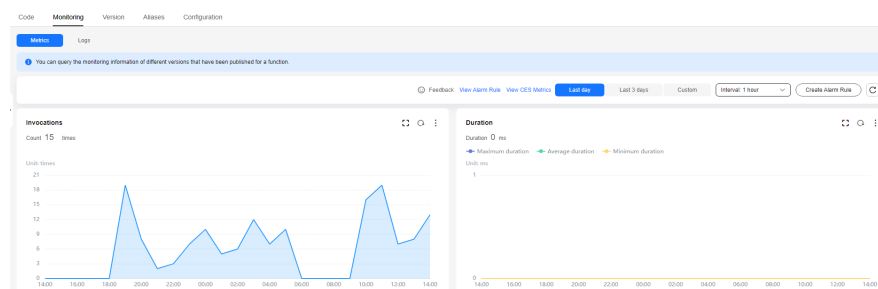 Code Monitoring Version Aliases Configuration
Metrics Logs
You can query the monitoring information of different versions that have been published for a function.
Feedback View Alarm Rule View CES Metrics Last day Last 3 days Custom Interval: 1 hour Create Alarm Rule
Invocations
Count 15 times
Unit: times
21
18
15
12
9
6
3
0
14:00 16:00 18:00 20:00 22:00 00:00 02:00 04:00 06:00 08:00 10:00 12:00 14:00
Duration
Duration 0 ms
Maximum duration Average duration Minimum duration
Unit: ms
1
0
14:00 16:00 18:00 20:00 22:00 00:00 02:00 04:00 06:00 08:00 10:00 12:00 14:00